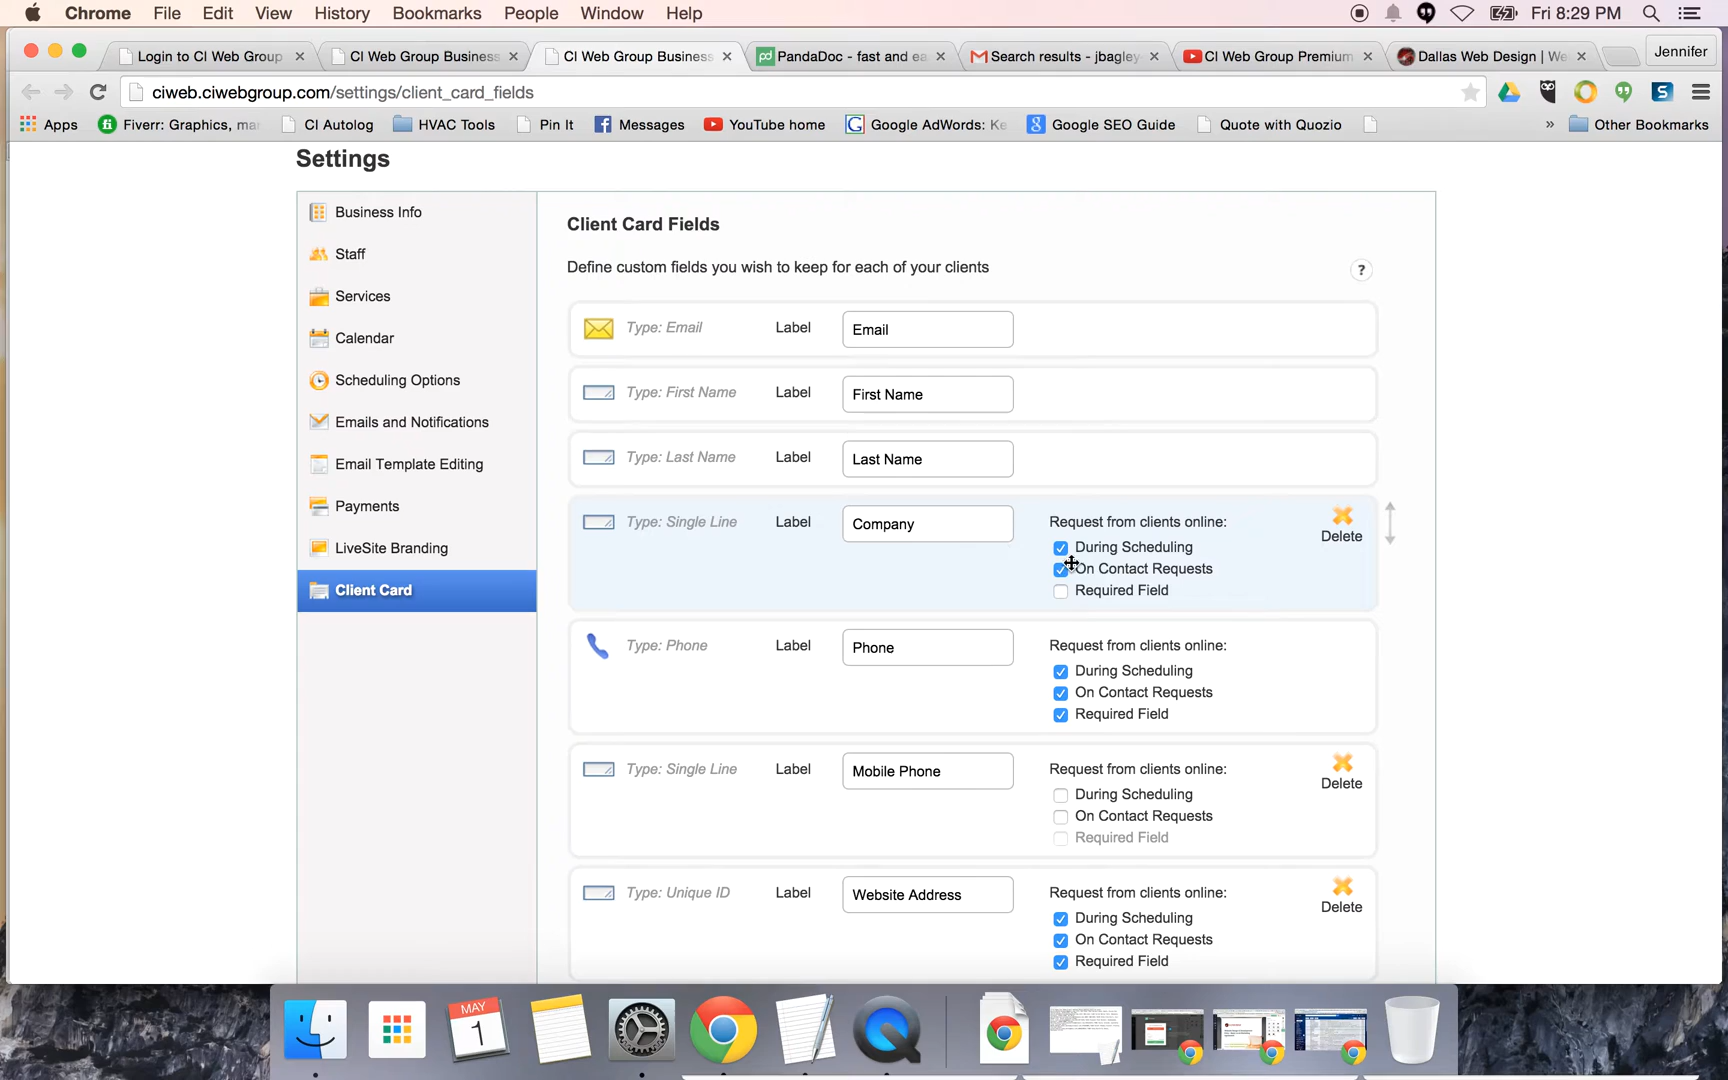 Chrome File Edit View History Bookmarks People Window Help Fri 8:29 PM
Login to CI Web Group CI Web Group Business CI Web Group Business PandaDoc - fast and ea Search results - jbagley CI Web Group Premium Dallas Web Design | We Jennifer
ciweb.ciwebgroup.com/settings/client_card_fields
Apps Fiverr: Graphics, mar CI Autolog HVAC Tools Pin It Messages YouTube home Google AdWords: Ke Google SEO Guide Quote with Quozio » Other Bookmarks
Settings
Business Info
Staff
Services
Calendar
Scheduling Options
Emails and Notifications
Email Template Editing
Payments
LiveSite Branding
Client Card
Client Card Fields
Define custom fields you wish to keep for each of your clients ?
Type: Email Label Email
Type: First Name Label First Name
Type: Last Name Label Last Name
Type: Single Line Label Company Request from clients online:
During Scheduling
On Contact Requests
Required Field
Delete
Type: Phone Label Phone Request from clients online:
During Scheduling
On Contact Requests
Required Field
Type: Single Line Label Mobile Phone Request from clients online:
During Scheduling
On Contact Requests
Required Field
Delete
Type: Unique ID Label Website Address Request from clients online:
During Scheduling
On Contact Requests
Required Field
Delete
MAY
1